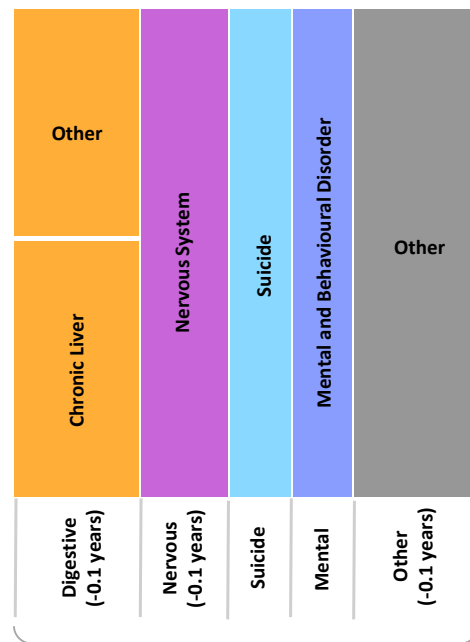 Other
Chronic Liver
Nervous System
Suicide
Mental and Behavioural Disorder
Other
Digestive
(-0.1 years)
Nervous
(-0.1 years)
Suicide
Mental
Other
(-0.1 years)